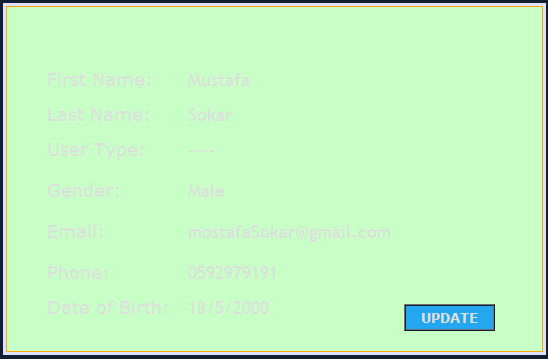 First Name: Mustafa
Last Name: Sokar
User Type: ----
Gender: Male
Email: mostafaSokar@gmail.com
Phone: 0592979191
Date of Birth: 18/5/2000
UPDATE